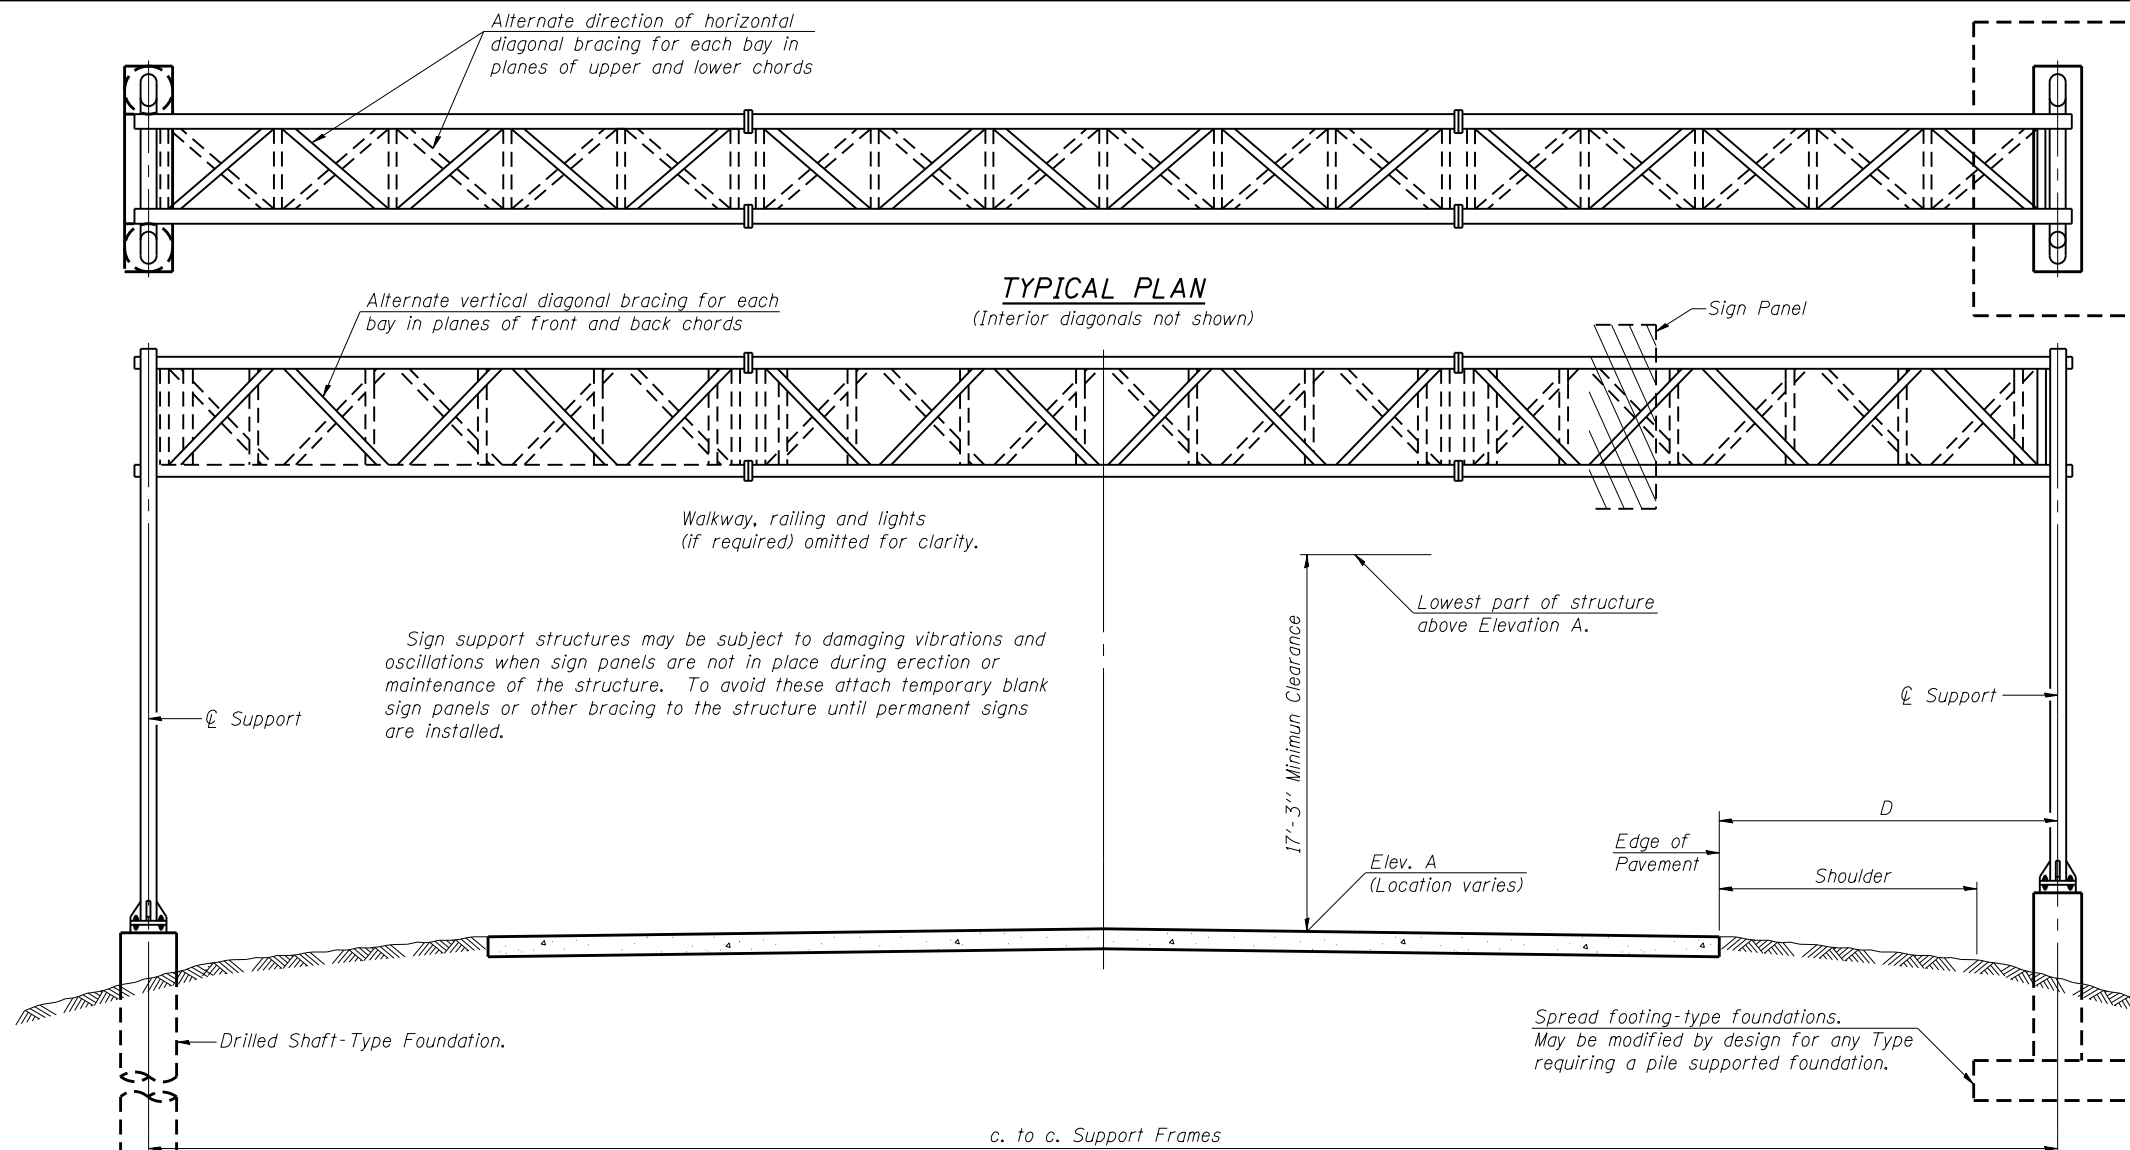 Alternate direction of horizontal
diagonal bracing for each bay in
planes of upper and lower chords
TYPICAL PLAN
(Interior diagonals not shown)
Alternate vertical diagonal bracing for each
bay in planes of front and back chords
Sign Panel
Walkway, railing and lights
(if required) omitted for clarity.
Lowest part of structure
above Elevation A.
Sign support structures may be subject to damaging vibrations and
oscillations when sign panels are not in place during erection or
maintenance of the structure. To avoid these attach temporary blank
sign panels or other bracing to the structure until permanent signs
are installed.
17'-3" Minimun Clearance
℄ Support
℄ Support
D
Edge of
Pavement
Shoulder
Elev. A
(Location varies)
Drilled Shaft-Type Foundation.
Spread footing-type foundations.
May be modified by design for any Type
requiring a pile supported foundation.
c. to c. Support Frames